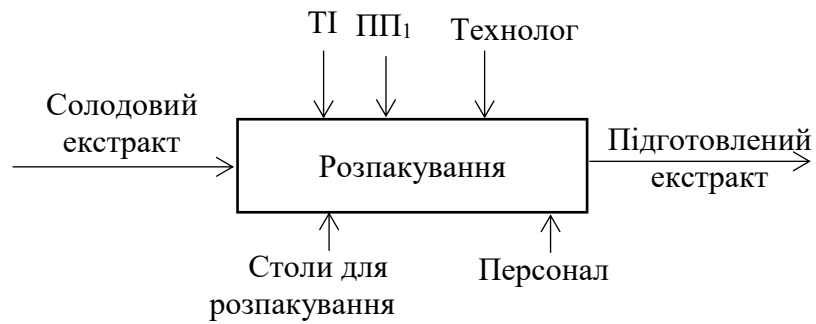 ТІ ПП₁ Технолог
Солодовий
екстракт
Розпакування
Підготовлений
екстракт
Столи для
розпакування
Персонал